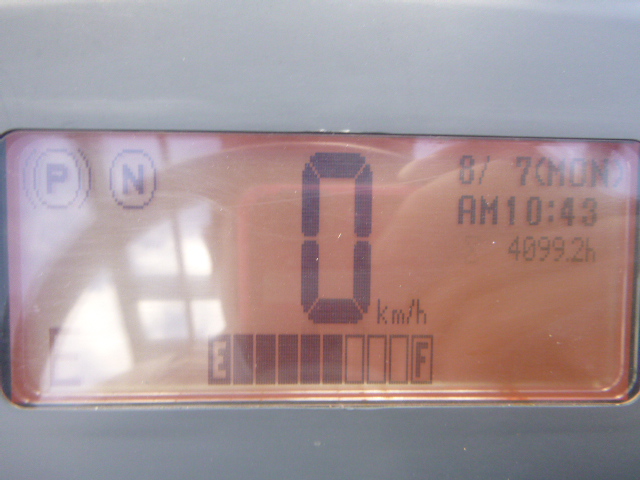 P N
0 km/h
8/ 7(MON)
AM10:43
4099.2h
E F